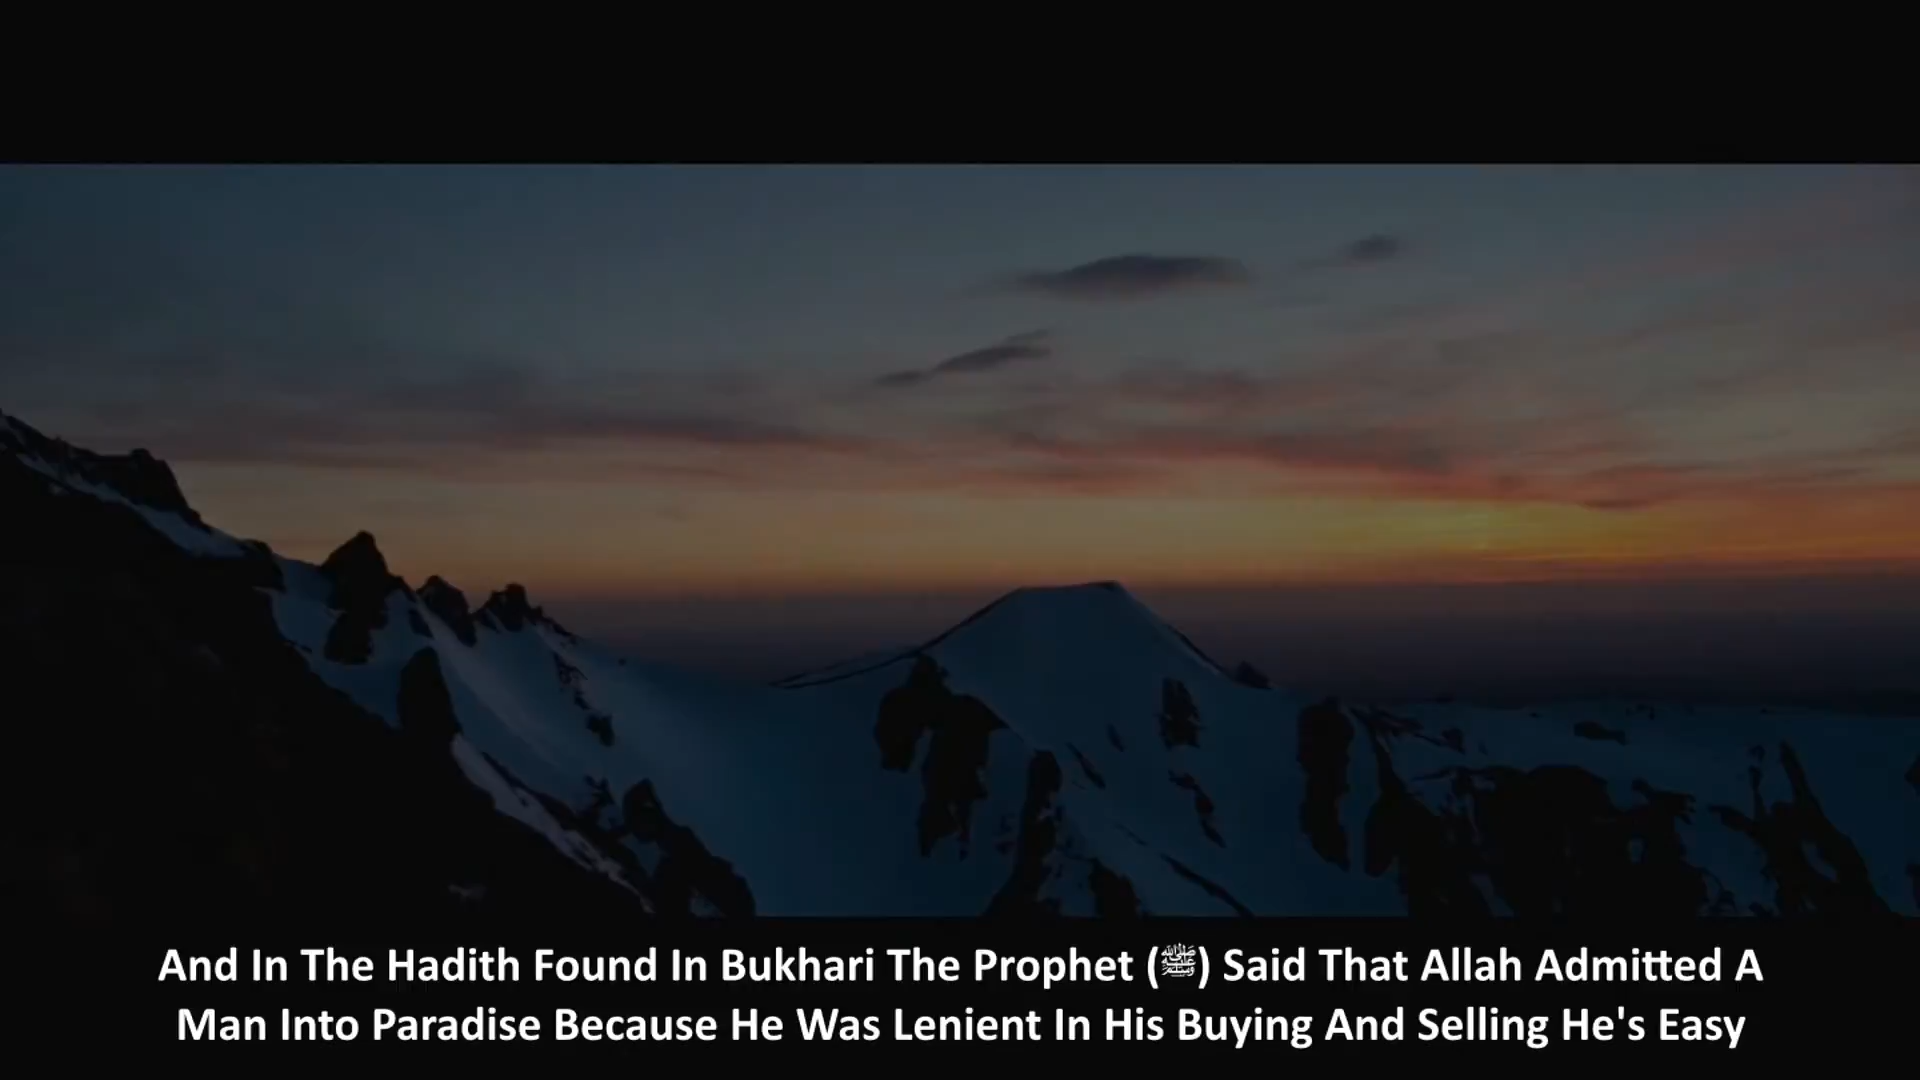 And In The Hadith Found In Bukhari The Prophet (ﷺ) Said That Allah Admitted A
Man Into Paradise Because He Was Lenient In His Buying And Selling He's Easy